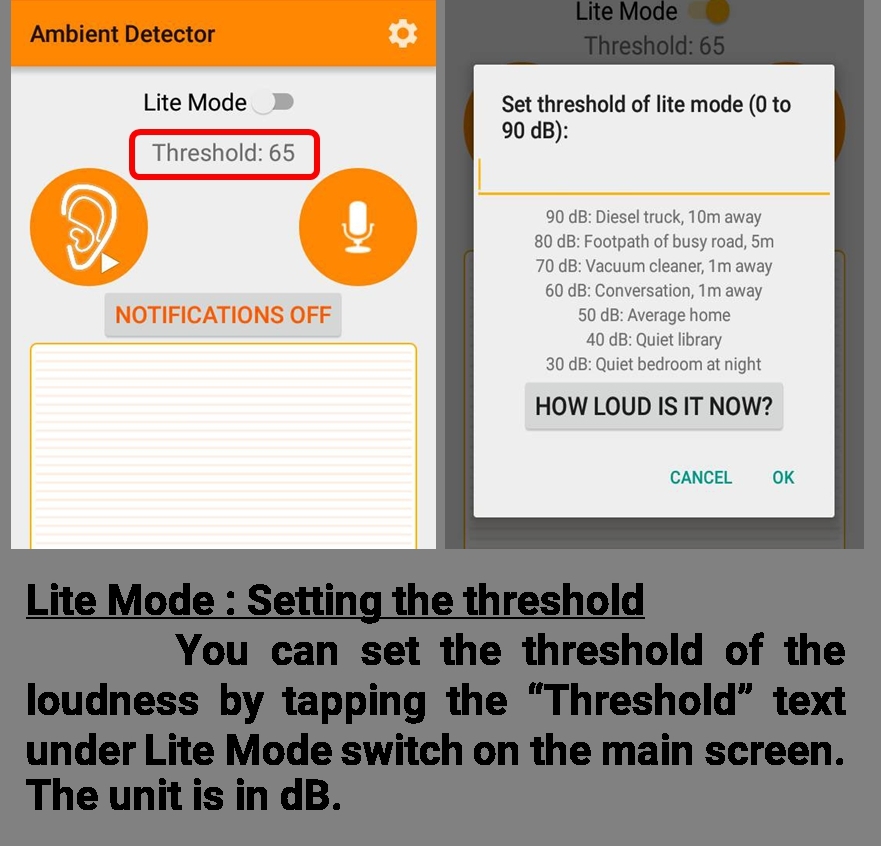 Ambient Detector
Lite Mode
Threshold: 65
NOTIFICATIONS OFF
Lite Mode
Threshold: 65
Set threshold of lite mode (0 to
90 dB):
90 dB: Diesel truck, 10m away
80 dB: Footpath of busy road, 5m
70 dB: Vacuum cleaner, 1m away
60 dB: Conversation, 1m away
50 dB: Average home
40 dB: Quiet library
30 dB: Quiet bedroom at night
HOW LOUD IS IT NOW?
CANCEL OK
Lite Mode : Setting the threshold
You can set the threshold of the
loudness by tapping the “Threshold” text
under Lite Mode switch on the main screen.
The unit is in dB.